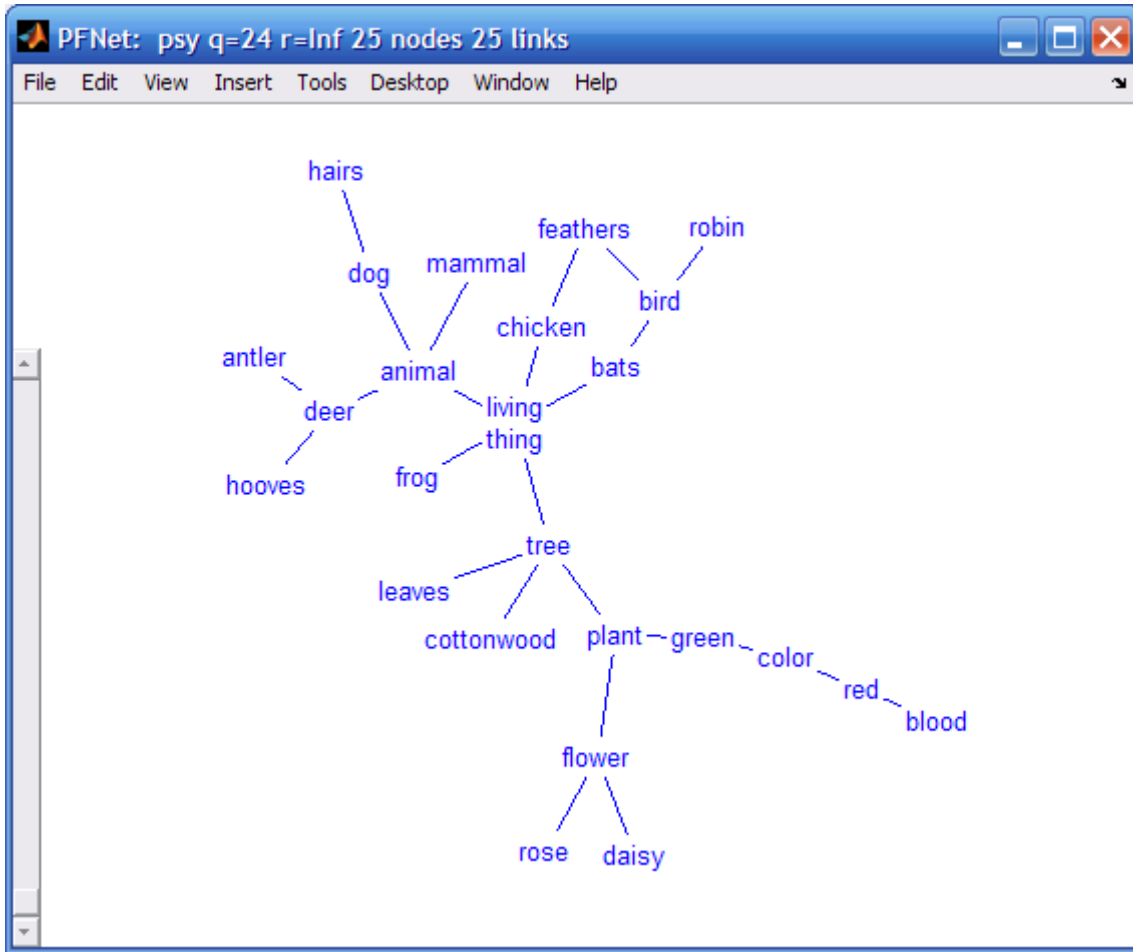 PFNet: psy q=24 r=Inf 25 nodes 25 links
File Edit View Insert Tools Desktop Window Help
hairs
feathers robin
mammal
dog
bird
chicken
antler
bats
animal
living
thing
deer
frog
hooves
tree
leaves
cottonwood
plant green
color
red
blood
flower
rose daisy